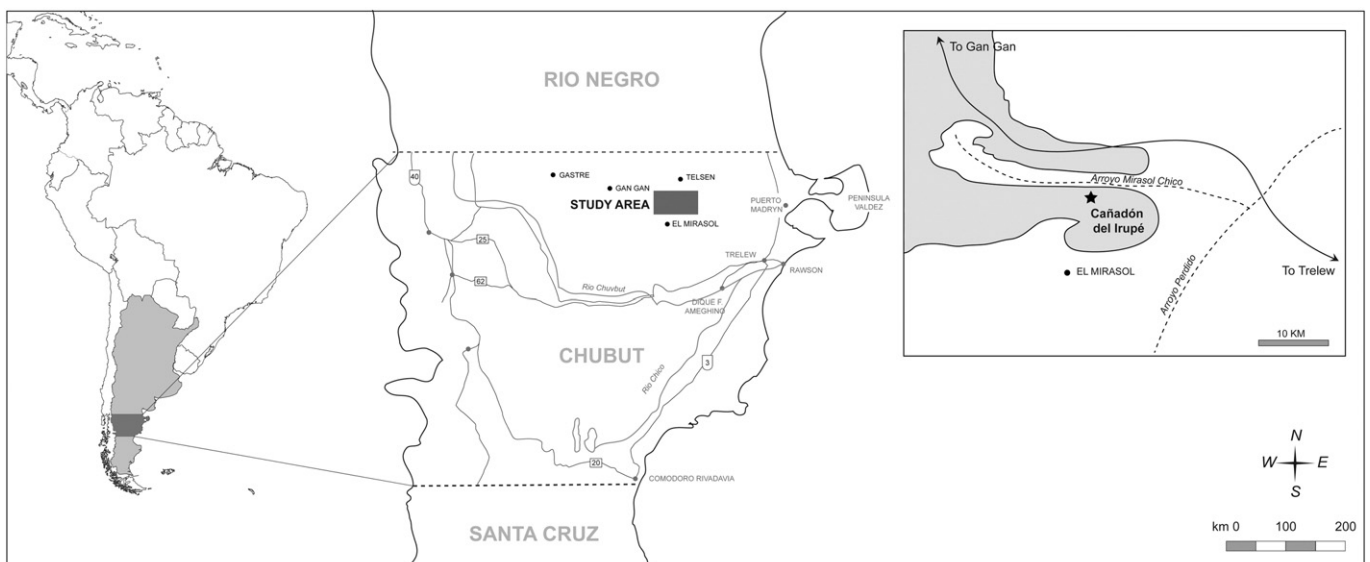 RIO NEGRO
40
GASTRE
TELSEN
GAN GAN
STUDY AREA
EL MIRASOL
PUERTO
MADRYN
PENINSULA
VALDEZ
25
62
Rio Chuvbut
TRELEW
RAWSON
DIQUE F.
AMEGHINO
CHUBUT
3
Rio Chico
20
COMODORO RIVADAVIA
SANTA CRUZ
To Gan Gan
Arroyo Mirasol Chico
Cañadón
del Irupé
EL MIRASOL
Arroyo Perdido
To Trelew
10 KM
N
W E
S
km 0 100 200